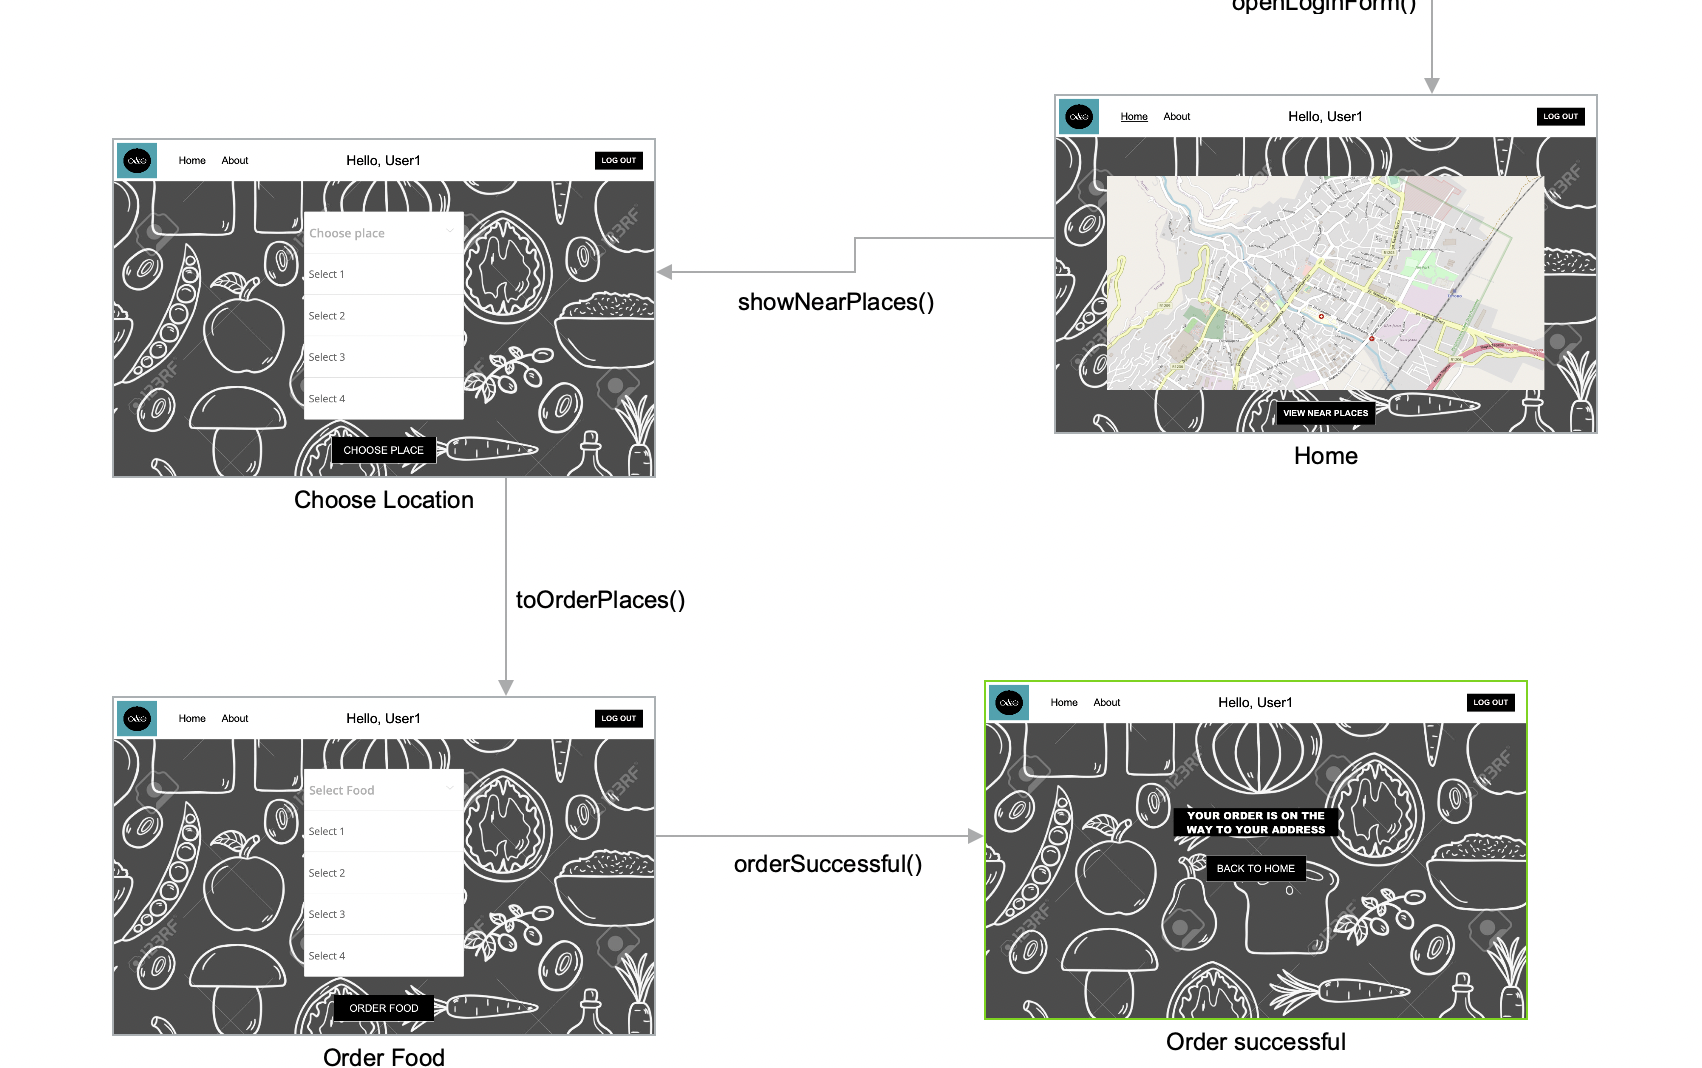 openLoginForm()
Home
About
Hello, User1
LOG OUT
VIEW NEAR PLACES
Home
showNearPlaces()
Home
About
Hello, User1
LOG OUT
Choose place
Select 1
Select 2
Select 3
Select 4
CHOOSE PLACE
Choose Location
toOrderPlaces()
Home
About
Hello, User1
LOG OUT
Select Food
Select 1
Select 2
Select 3
Select 4
ORDER FOOD
Order Food
orderSuccessful()
Home
About
Hello, User1
LOG OUT
YOUR ORDER IS ON THE
WAY TO YOUR ADDRESS
BACK TO HOME
Order successful
123RF